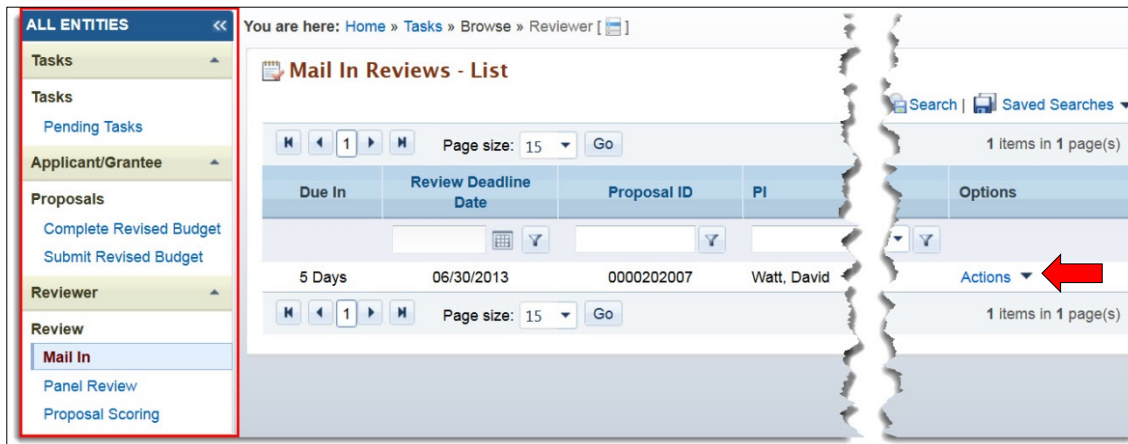 ALL ENTITIES «
You are here: Home » Tasks » Browse » Reviewer [ ]
Tasks
Tasks
Pending Tasks
Applicant/Grantee
Proposals
Complete Revised Budget
Submit Revised Budget
Reviewer
Review
Mail In
Panel Review
Proposal Scoring
Mail In Reviews - List
Search | Saved Searches
1 Page size: 15 Go 1 items in 1 page(s)
Due In Review Deadline Date Proposal ID PI Options
5 Days 06/30/2013 0000202007 Watt, David Actions
1 Page size: 15 Go 1 items in 1 page(s)